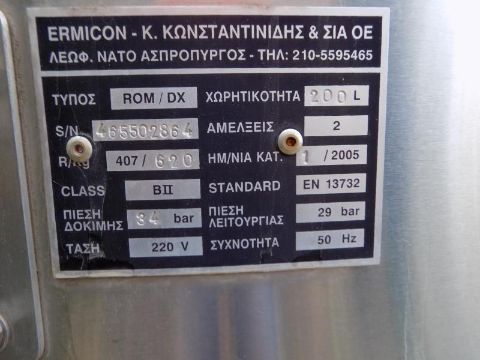 ERMICON - Κ. ΚΩΝΣΤΑΝΤΙΝΙΔΗΣ & ΣΙΑ ΟΕ
ΛΕΩΦ. ΝΑΤΟ ΑΣΠΡΟΠΥΡΓΟΣ - ΤΗΛ: 210-5595465
ΤΥΠΟΣ ROM / DX ΧΩΡΗΤΙΚΟΤΗΤΑ 200 L
S/N. 465502864 ΑΜΕΛΞΕΙΣ 2
R/Kg 407 / 620 ΗΜ/ΝΙΑ ΚΑΤ. 1 / 2005
CLASS BII STANDARD EN 13732
ΠΙΕΣΗ ΔΟΚΙΜΗΣ 34 bar ΠΙΕΣΗ ΛΕΙΤΟΥΡΓΙΑΣ 29 bar
ΤΑΣΗ 220 V ΣΥΧΝΟΤΗΤΑ 50 Hz